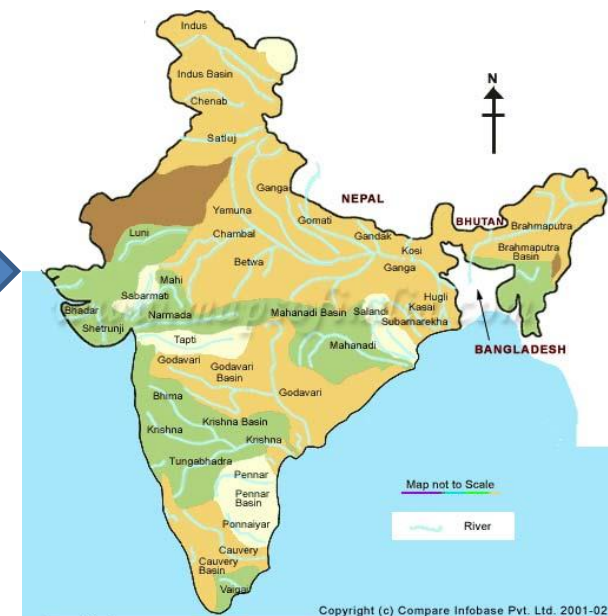 Indus
Indus Basin
Chenab
Satluj
N
Ganga
NEPAL
Yamuna
Gomati
BHUTAN
Brahmaputra
Luni
Chambal
Gandak
Kosi
Brahmaputra
Basin
Betwa
Ganga
Mahi
Sabarmati
Hugli
Bhadar
Narmada
Mahanadi Basin
Salandi
Kasai
Subarnarekha
Shetrunji
Tapti
Mahanadi
BANGLADESH
Godavari
Godavari
Basin
Godavari
Bhima
Krishna Basin
Krishna
Krishna
Tungabhadra
Pennar
Map not to Scale
Pennar
Basin
Ponnaiyar
River
Cauvery
Cauvery
Basin
Vaigai
Copyright (c) Compare Infobase Pvt. Ltd. 2001-02